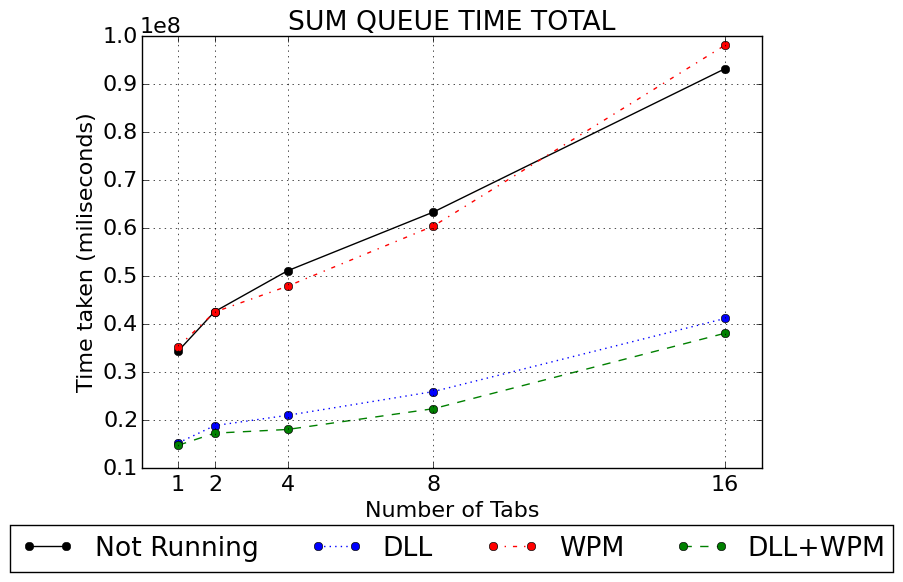 SUM QUEUE TIME TOTAL
1e8
Time taken (miliseconds)
1.0
0.9
0.8
0.7
0.6
0.5
0.4
0.3
0.2
0.1
1 2 4 8 16
Number of Tabs
Not Running DLL WPM DLL+WPM